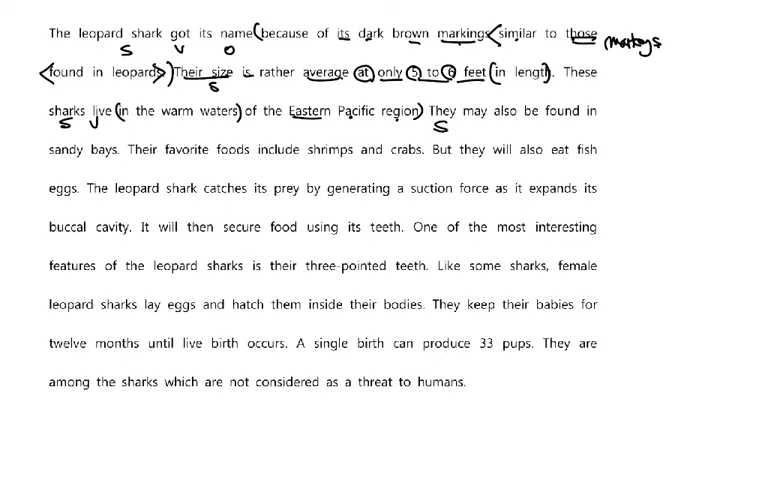 The leopard shark got its name because of its dark brown markings similar to those markings
S V O
found in leopards. Their size is rather average at only 5 to 6 feet in length. These
S
sharks live in the warm waters of the Eastern Pacific region. They may also be found in
S V S
sandy bays. Their favorite foods include shrimps and crabs. But they will also eat fish
eggs. The leopard shark catches its prey by generating a suction force as it expands its
buccal cavity. It will then secure food using its teeth. One of the most interesting
features of the leopard sharks is their three-pointed teeth. Like some sharks, female
leopard sharks lay eggs and hatch them inside their bodies. They keep their babies for
twelve months until live birth occurs. A single birth can produce 33 pups. They are
among the sharks which are not considered as a threat to humans.